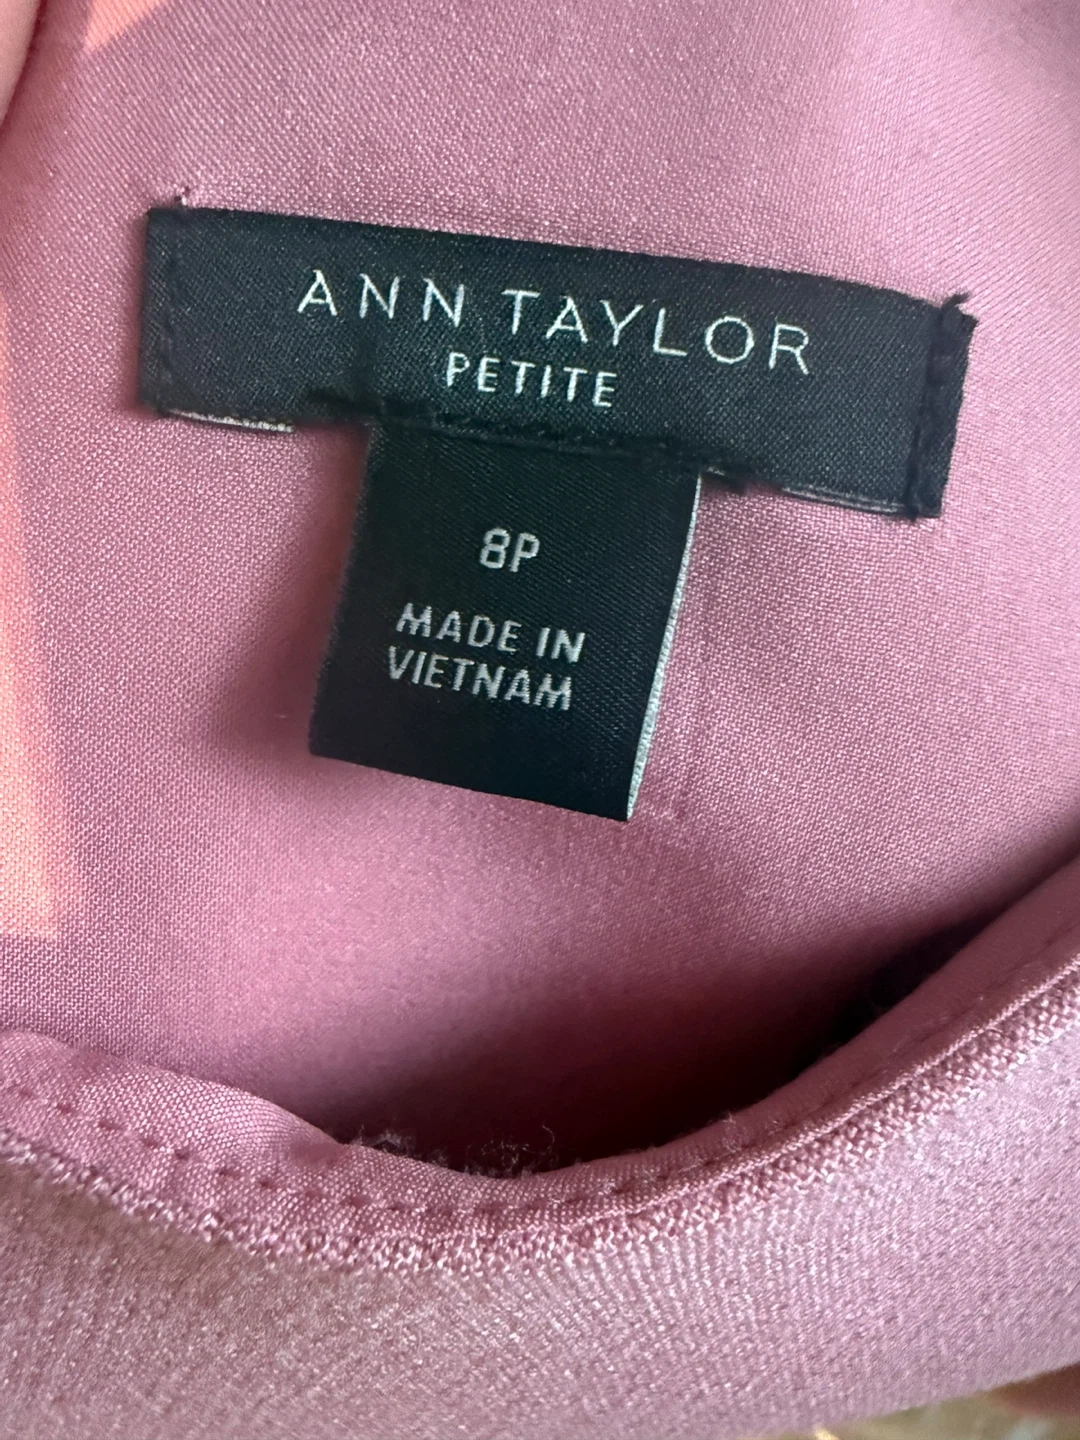 ANN TAYLOR
PETITE
8P
MADE IN
VIETNAM